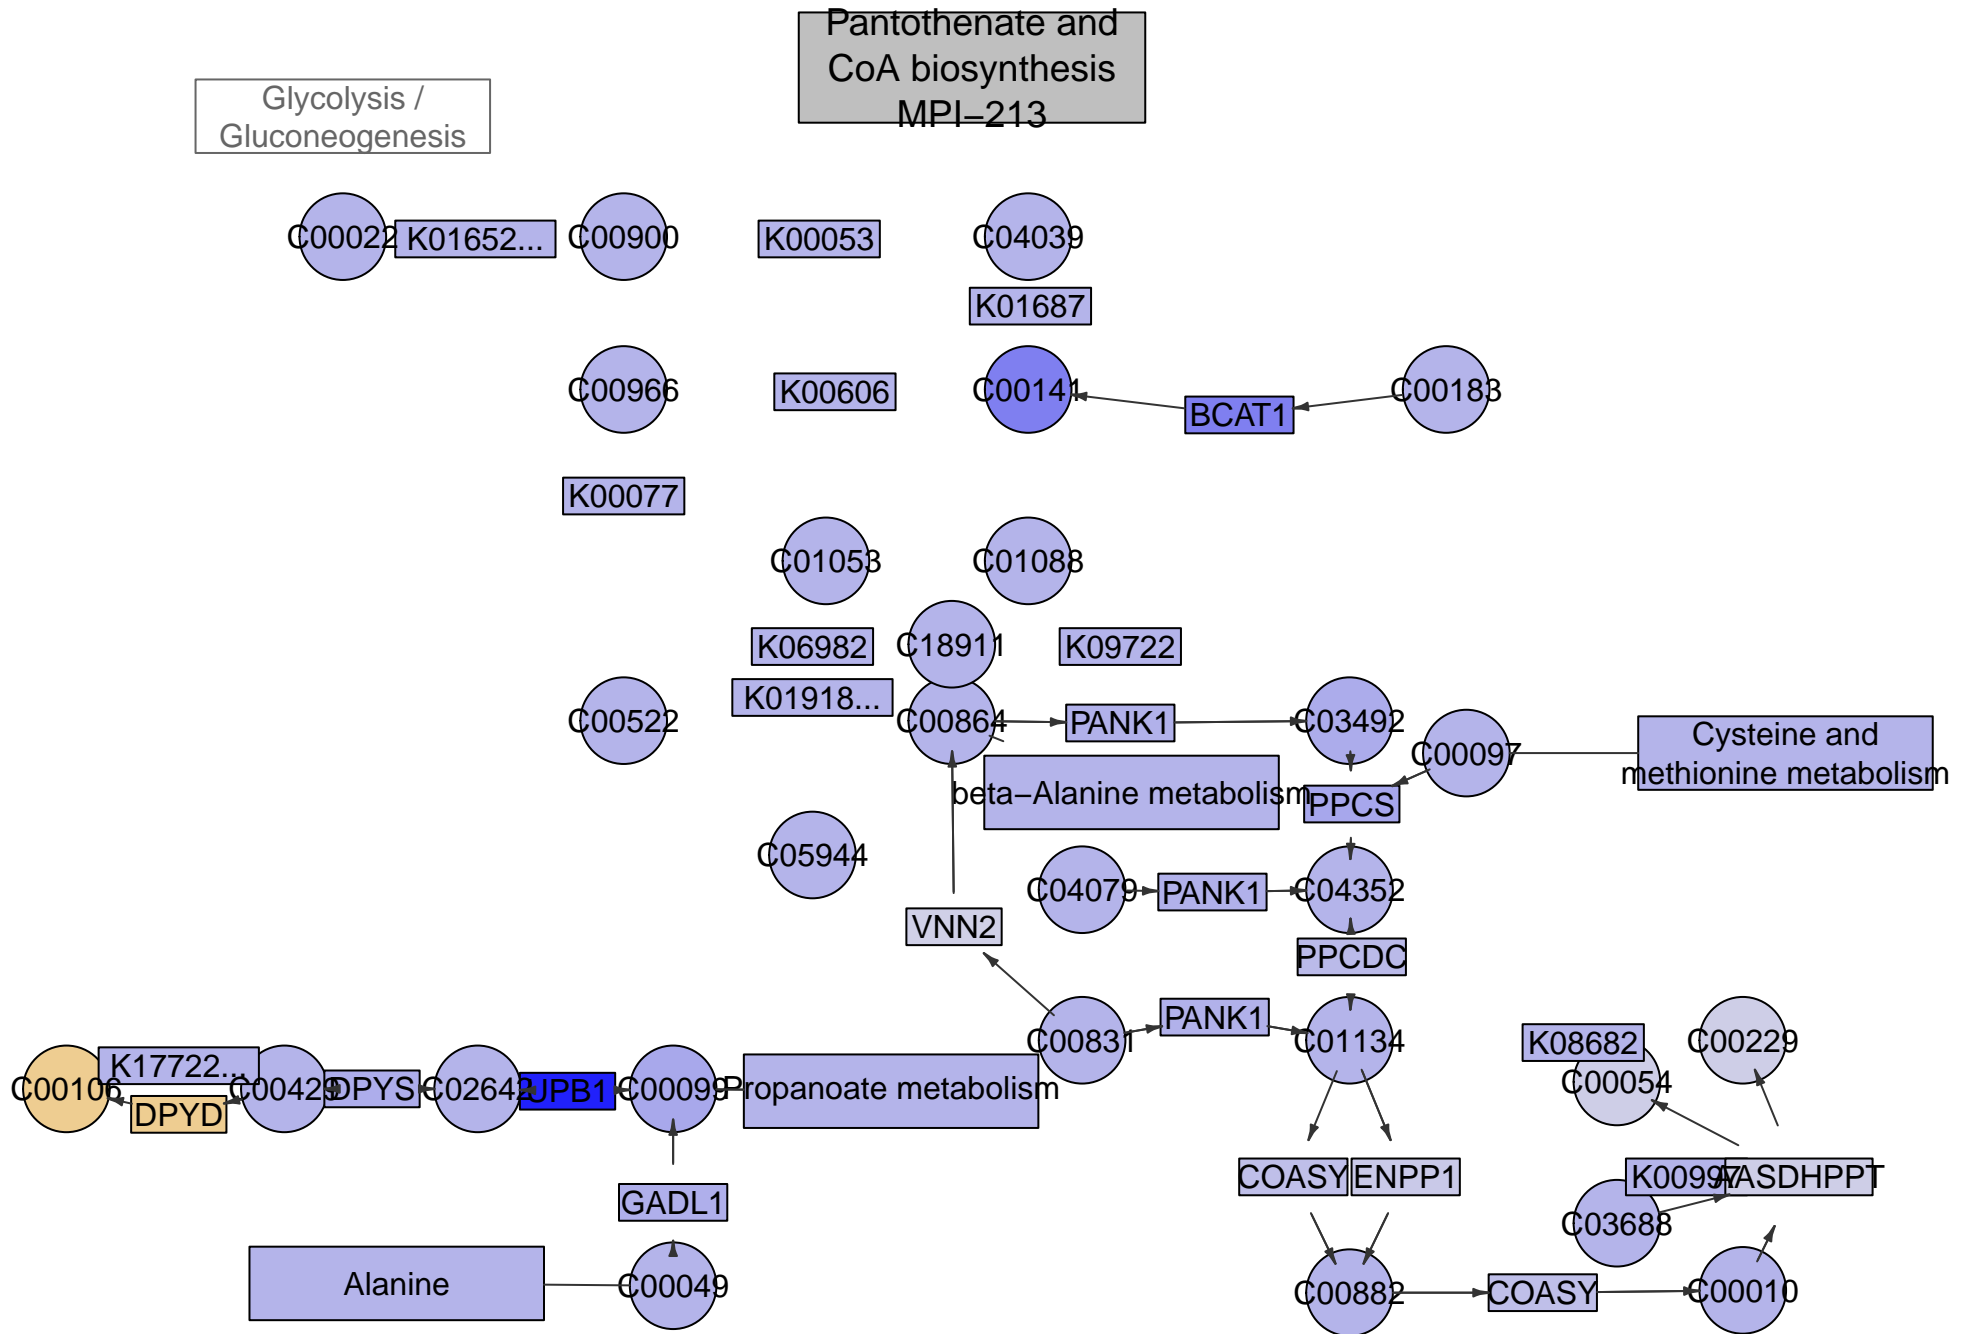 Pantothenate and
CoA biosynthesis
MPI−213
Glycolysis /
Gluconeogenesis
C00022
K01652...
C00900
K00053
C04039
K01687
C00966
K00606
C00141
BCAT1
C00183
K00077
C01053
C01088
K06982
C18911
K09722
K01918...
C00522
C00864
PANK1
C03492
C00097
Cysteine and
methionine metabolism
beta−Alanine metabolism
PPCS
C05944
C04079
PANK1
C04352
VNN2
PPCDC
C00831
PANK1
C01134
K08682
C00229
C00054
C00106
K17722...
DPYD
C00429
DPYS
C02642
UPB1
C00099
Propanoate metabolism
COASY
ENPP1
K00997
AASDHPPT
GADL1
C03688
Alanine
C00049
C00882
COASY
C00010